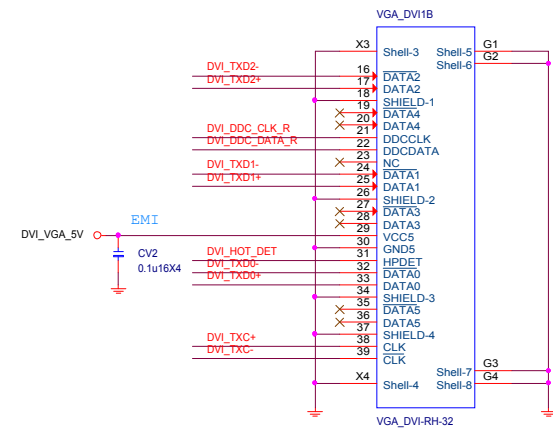 VGA_DVI1B
X3 Shell-3 Shell-5 G1
Shell-6 G2
DVI_TXD2- 16 DATA2
DVI_TXD2+ 17 DATA2
18 SHIELD-1
19 DATA4
20 DATA4
DVI_DDC_CLK_R 21 DDCCLK
DVI_DDC_DATA_R 22 DDCDATA
23 NC
DVI_TXD1- 24 DATA1
DVI_TXD1+ 25 DATA1
26 SHIELD-2
27 DATA3
EMI 28 DATA3
DVI_VGA_5V 29 VCC5
30 GND5
CV2
0.1u16X4
DVI_HOT_DET 31 HPDET
DVI_TXD0- 32 DATA0
DVI_TXD0+ 33 DATA0
34 SHIELD-3
35 DATA5
36 DATA5
37 SHIELD-4
DVI_TXC+ 38 CLK
DVI_TXC- 39 CLK
Shell-7 G3
X4 Shell-4 Shell-8 G4
VGA_DVI-RH-32